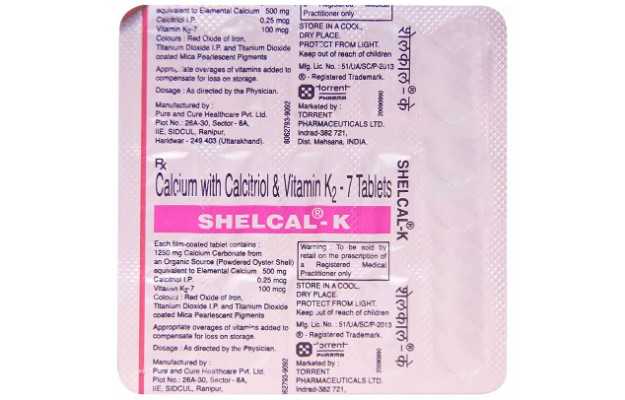 equivalent to Elemental Calcium 500 mg
Calcitriol I.P. 0.25 mcg
Vitamin K2-7 100 mcg
Colours : Red Oxide of Iron,
Titanium Dioxide I.P. and Titanium Dioxide
coated Mica Pearlescent Pigments
Appropriate overages of vitamins added to
compensate for loss on storage.
Dosage : As directed by the Physician.
Manufactured by :
Pure and Cure Healthcare Pvt. Ltd.
Plot No.: 26A-30, Sector - 8A,
IIE, SIDCUL, Ranipur,
Haridwar - 249 403 (Uttarakhand).
8062793-9092
a Registered Medical
Practitioner only
STORE IN A COOL,
DRY PLACE.
PROTECT FROM LIGHT.
Keep out of reach of children
Mfg. Lic. No. : 51/UA/SC/P-2013
® - Registered Trademark.
torrent
PHARMA
Marketed by :
TORRENT
PHARMACEUTICALS LTD.
Indrad-382 721,
Dist. Mehsana, INDIA.
शेलकाल®-के
Rx
Calcium with Calcitriol & Vitamin K2 - 7 Tablets
SHELCAL®-K
SHELCAL®-K
Each film-coated tablet contains :
1250 mg Calcium Carbonate from
an Organic Source (Powdered Oyster Shell)
equivalent to Elemental Calcium 500 mg
Calcitriol I.P. 0.25 mcg
Vitamin K2-7 100 mcg
Colours : Red Oxide of Iron,
Titanium Dioxide I.P. and Titanium Dioxide
coated Mica Pearlescent Pigments
Appropriate overages of vitamins added to
compensate for loss on storage.
Dosage : As directed by the Physician.
Manufactured by :
Pure and Cure Healthcare Pvt. Ltd.
Plot No.: 26A-30, Sector - 8A,
IIE, SIDCUL, Ranipur,
Warning : To be sold by
retail on the prescription of
a Registered Medical
Practitioner only
STORE IN A COOL,
DRY PLACE.
PROTECT FROM LIGHT.
Keep out of reach of children
Mfg. Lic. No. : 51/UA/SC/P-2013
® - Registered Trademark.
torrent
PHARMA
Marketed by :
TORRENT
PHARMACEUTICALS LTD.
Indrad-382 721,
शेलकाल®-के